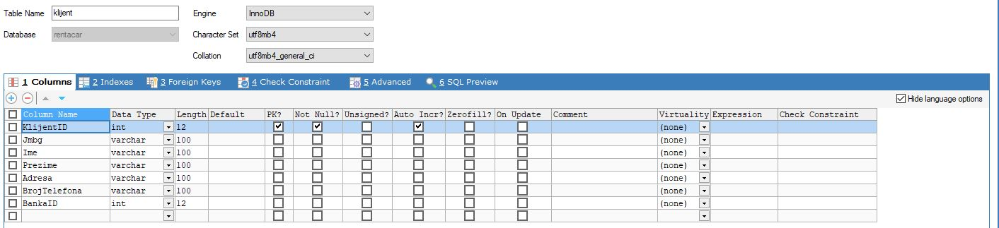 Table Name klijent Engine InnoDB
Database rentacar Character Set utf8mb4
Collation utf8mb4_general_ci
1 Columns 2 Indexes 3 Foreign Keys 4 Check Constraint 5 Advanced 6 SQL Preview
Hide language options
Column Name Data Type Length Default PK? Not Null? Unsigned? Auto Incr? Zerofill? On Update Comment Virtuality Expression Check Constraint
KlijentID int 12 (none)
Jmbg varchar 100 (none)
Ime varchar 100 (none)
Prezime varchar 100 (none)
Adresa varchar 100 (none)
BrojTelefona varchar 100 (none)
BankaID int 12 (none)